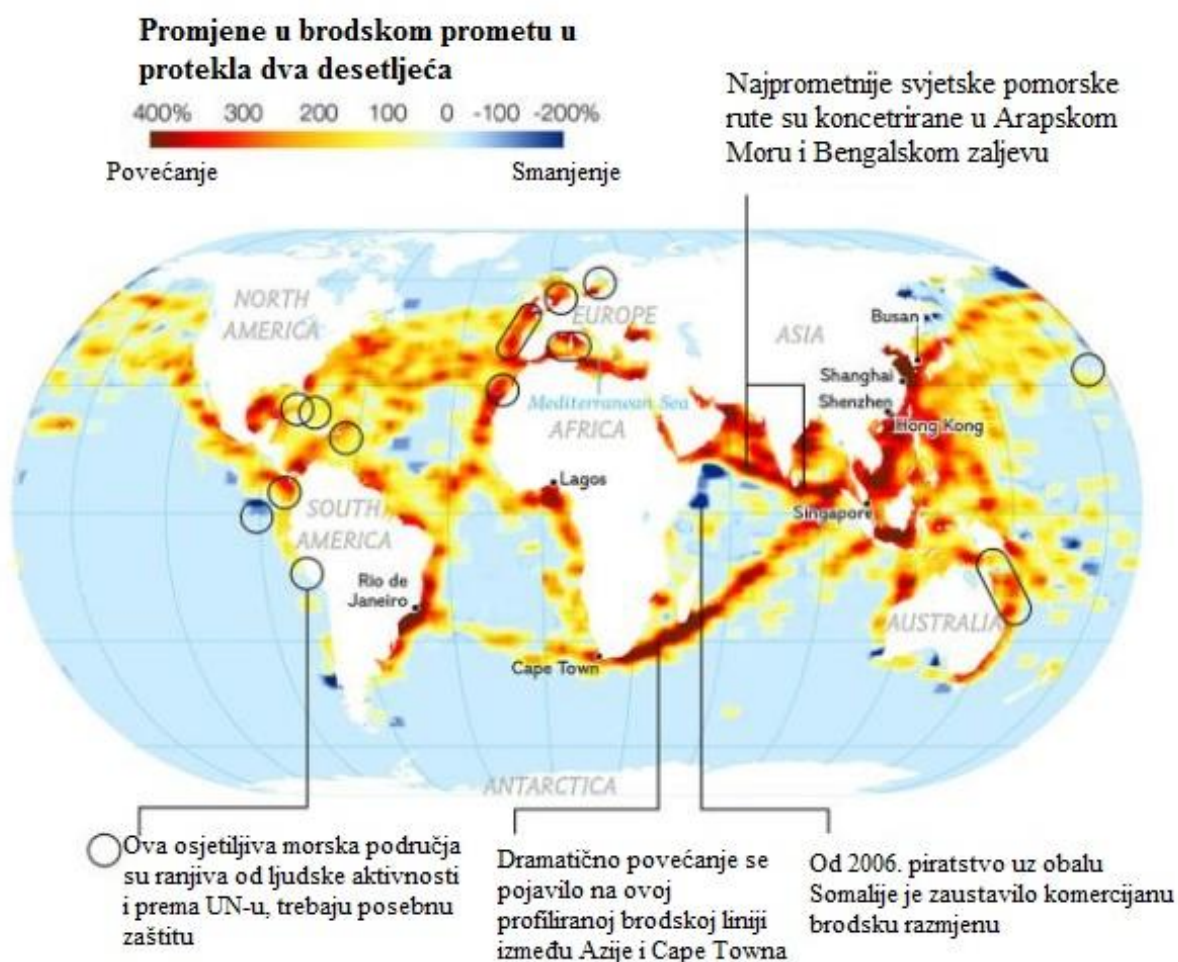 Promjene u brodskom prometu u
protekla dva desetljeća
400% 300 200 100 0 -100 -200%
Povećanje Smanjenje
Najprometnije svjetske pomorske
rute su koncetrirane u Arapskom
Moru i Bengalskom zaljevu
NORTH
AMERICA
EUROPE
ASIA
Busan
Shanghai
Shenzhen
Hong Kong
Mediterranean Sea
AFRICA
Lagos
Singapore
SOUTH
AMERICA
Rio de
Janeiro
AUSTRALIA
Cape Town
ANTARCTICA
Ova osjetiljiva morska područja
su ranjiva od ljudske aktivnosti
i prema UN-u, trebaju posebnu
zaštitu
Dramatično povećanje se
pojavilo na ovoj
profiliranoj brodskoj liniji
između Azije i Cape Towna
Od 2006. piratstvo uz obalu
Somalije je zaustavilo komercijanu
brodsku razmjenu